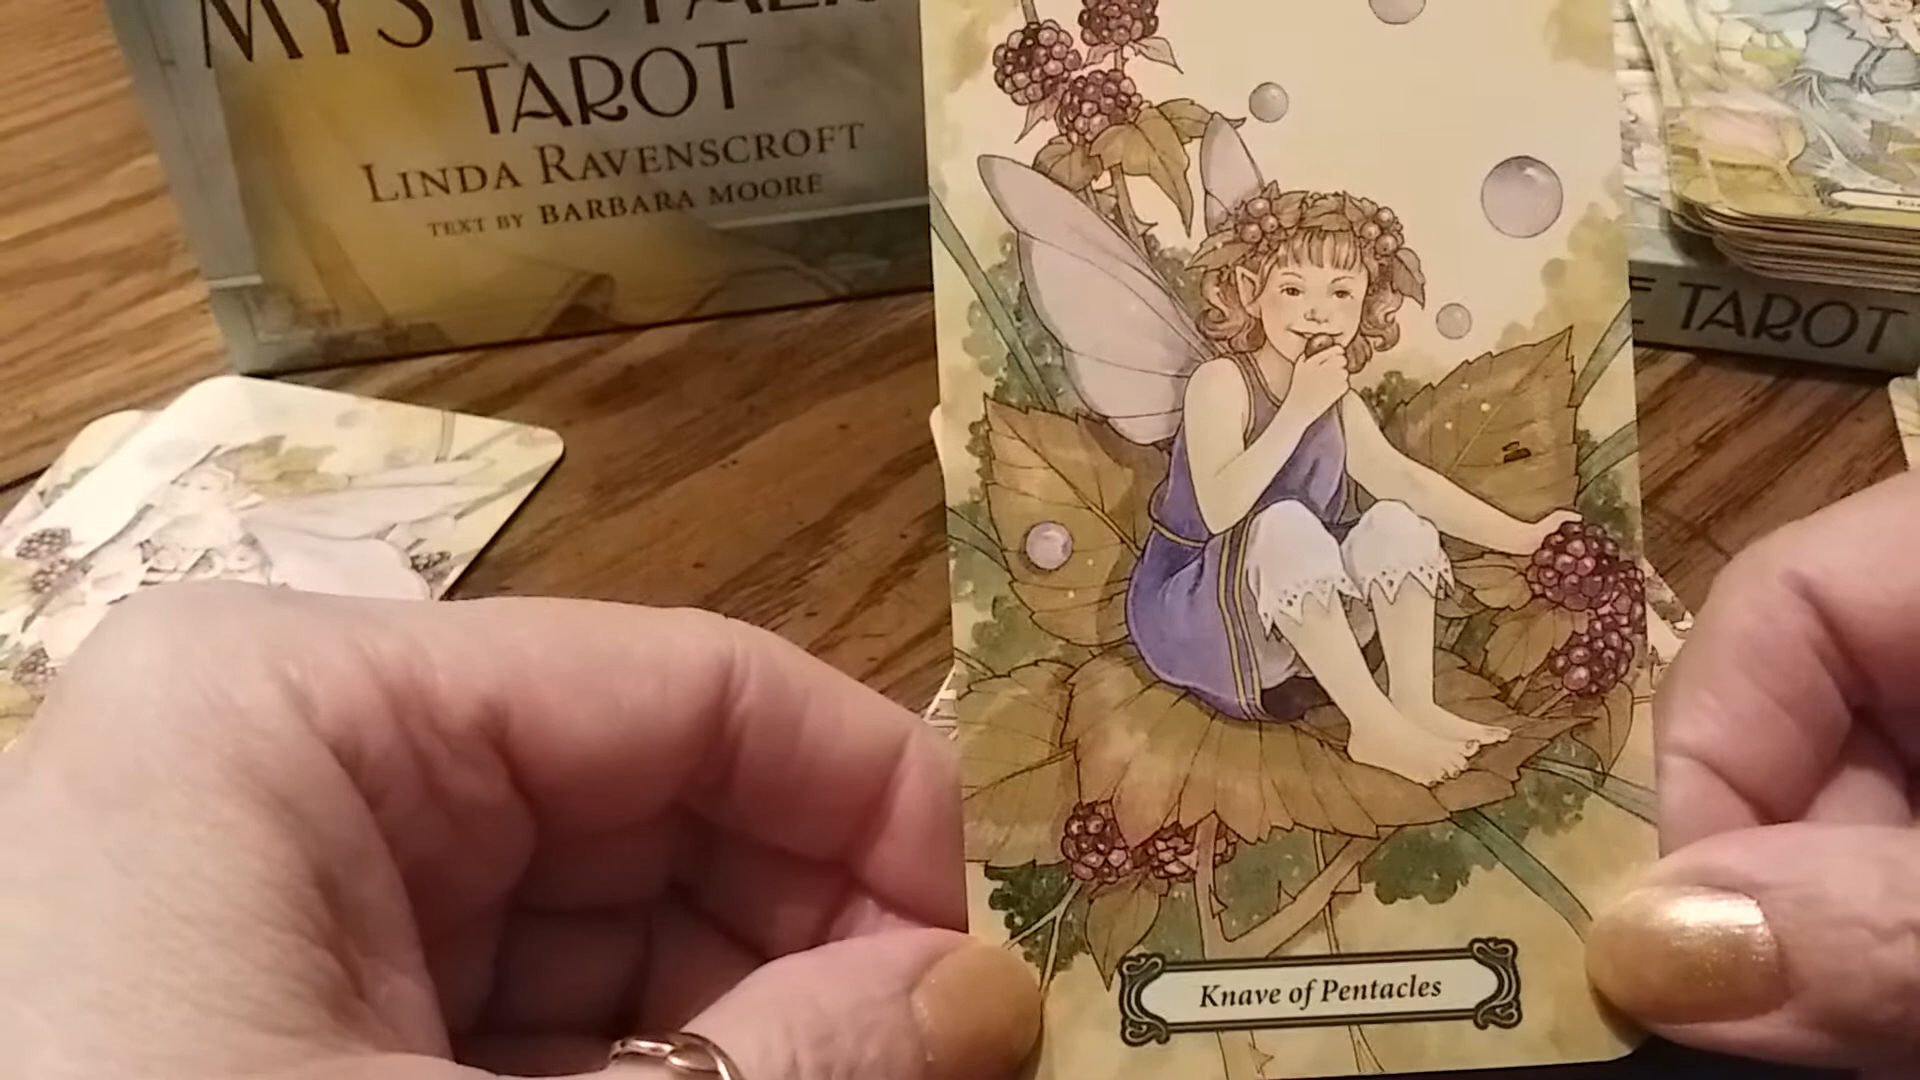 TAROT
LINDA RAVENSCROFT
TEXT BY BARBARA MOORE
TAROT
Knave of Pentacles